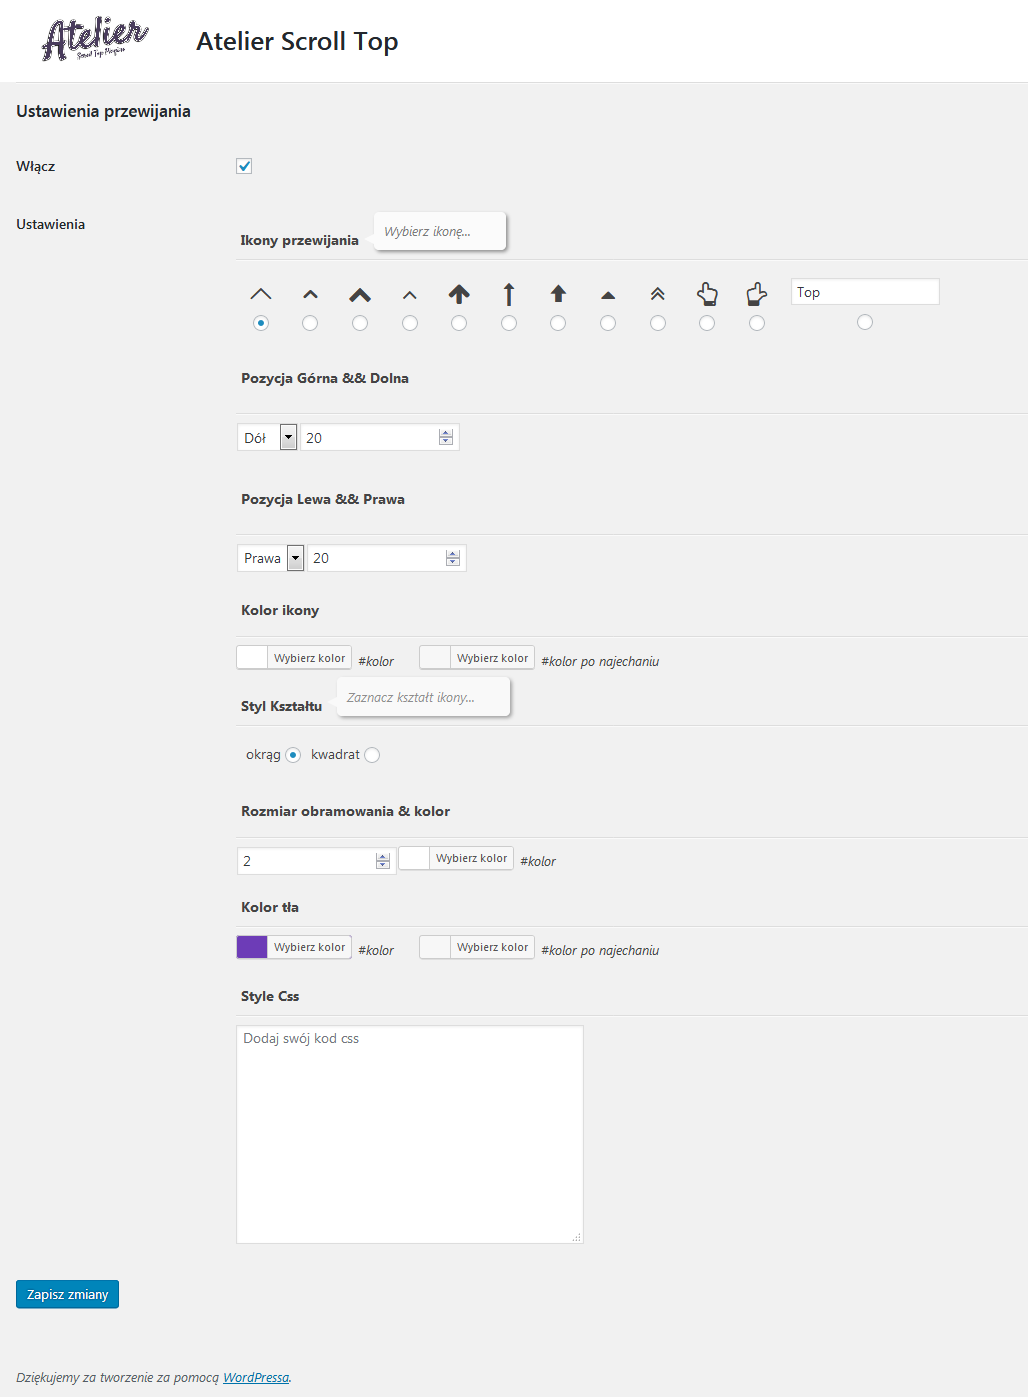 Atelier
Scroll Top Plugin
Atelier Scroll Top
Ustawienia przewijania
Włącz
Ustawienia
Ikony przewijania
Wybierz ikonę...
Top
Pozycja Górna && Dolna
Dół 20
Pozycja Lewa && Prawa
Prawa 20
Kolor ikony
Wybierz kolor #kolor Wybierz kolor #kolor po najechaniu
Styl Kształtu
Zaznacz kształt ikony...
okrąg kwadrat
Rozmiar obramowania & kolor
2 Wybierz kolor #kolor
Kolor tła
Wybierz kolor #kolor Wybierz kolor #kolor po najechaniu
Style Css
Dodaj swój kod css
Zapisz zmiany
Dziękujemy za tworzenie za pomocą WordPressa.